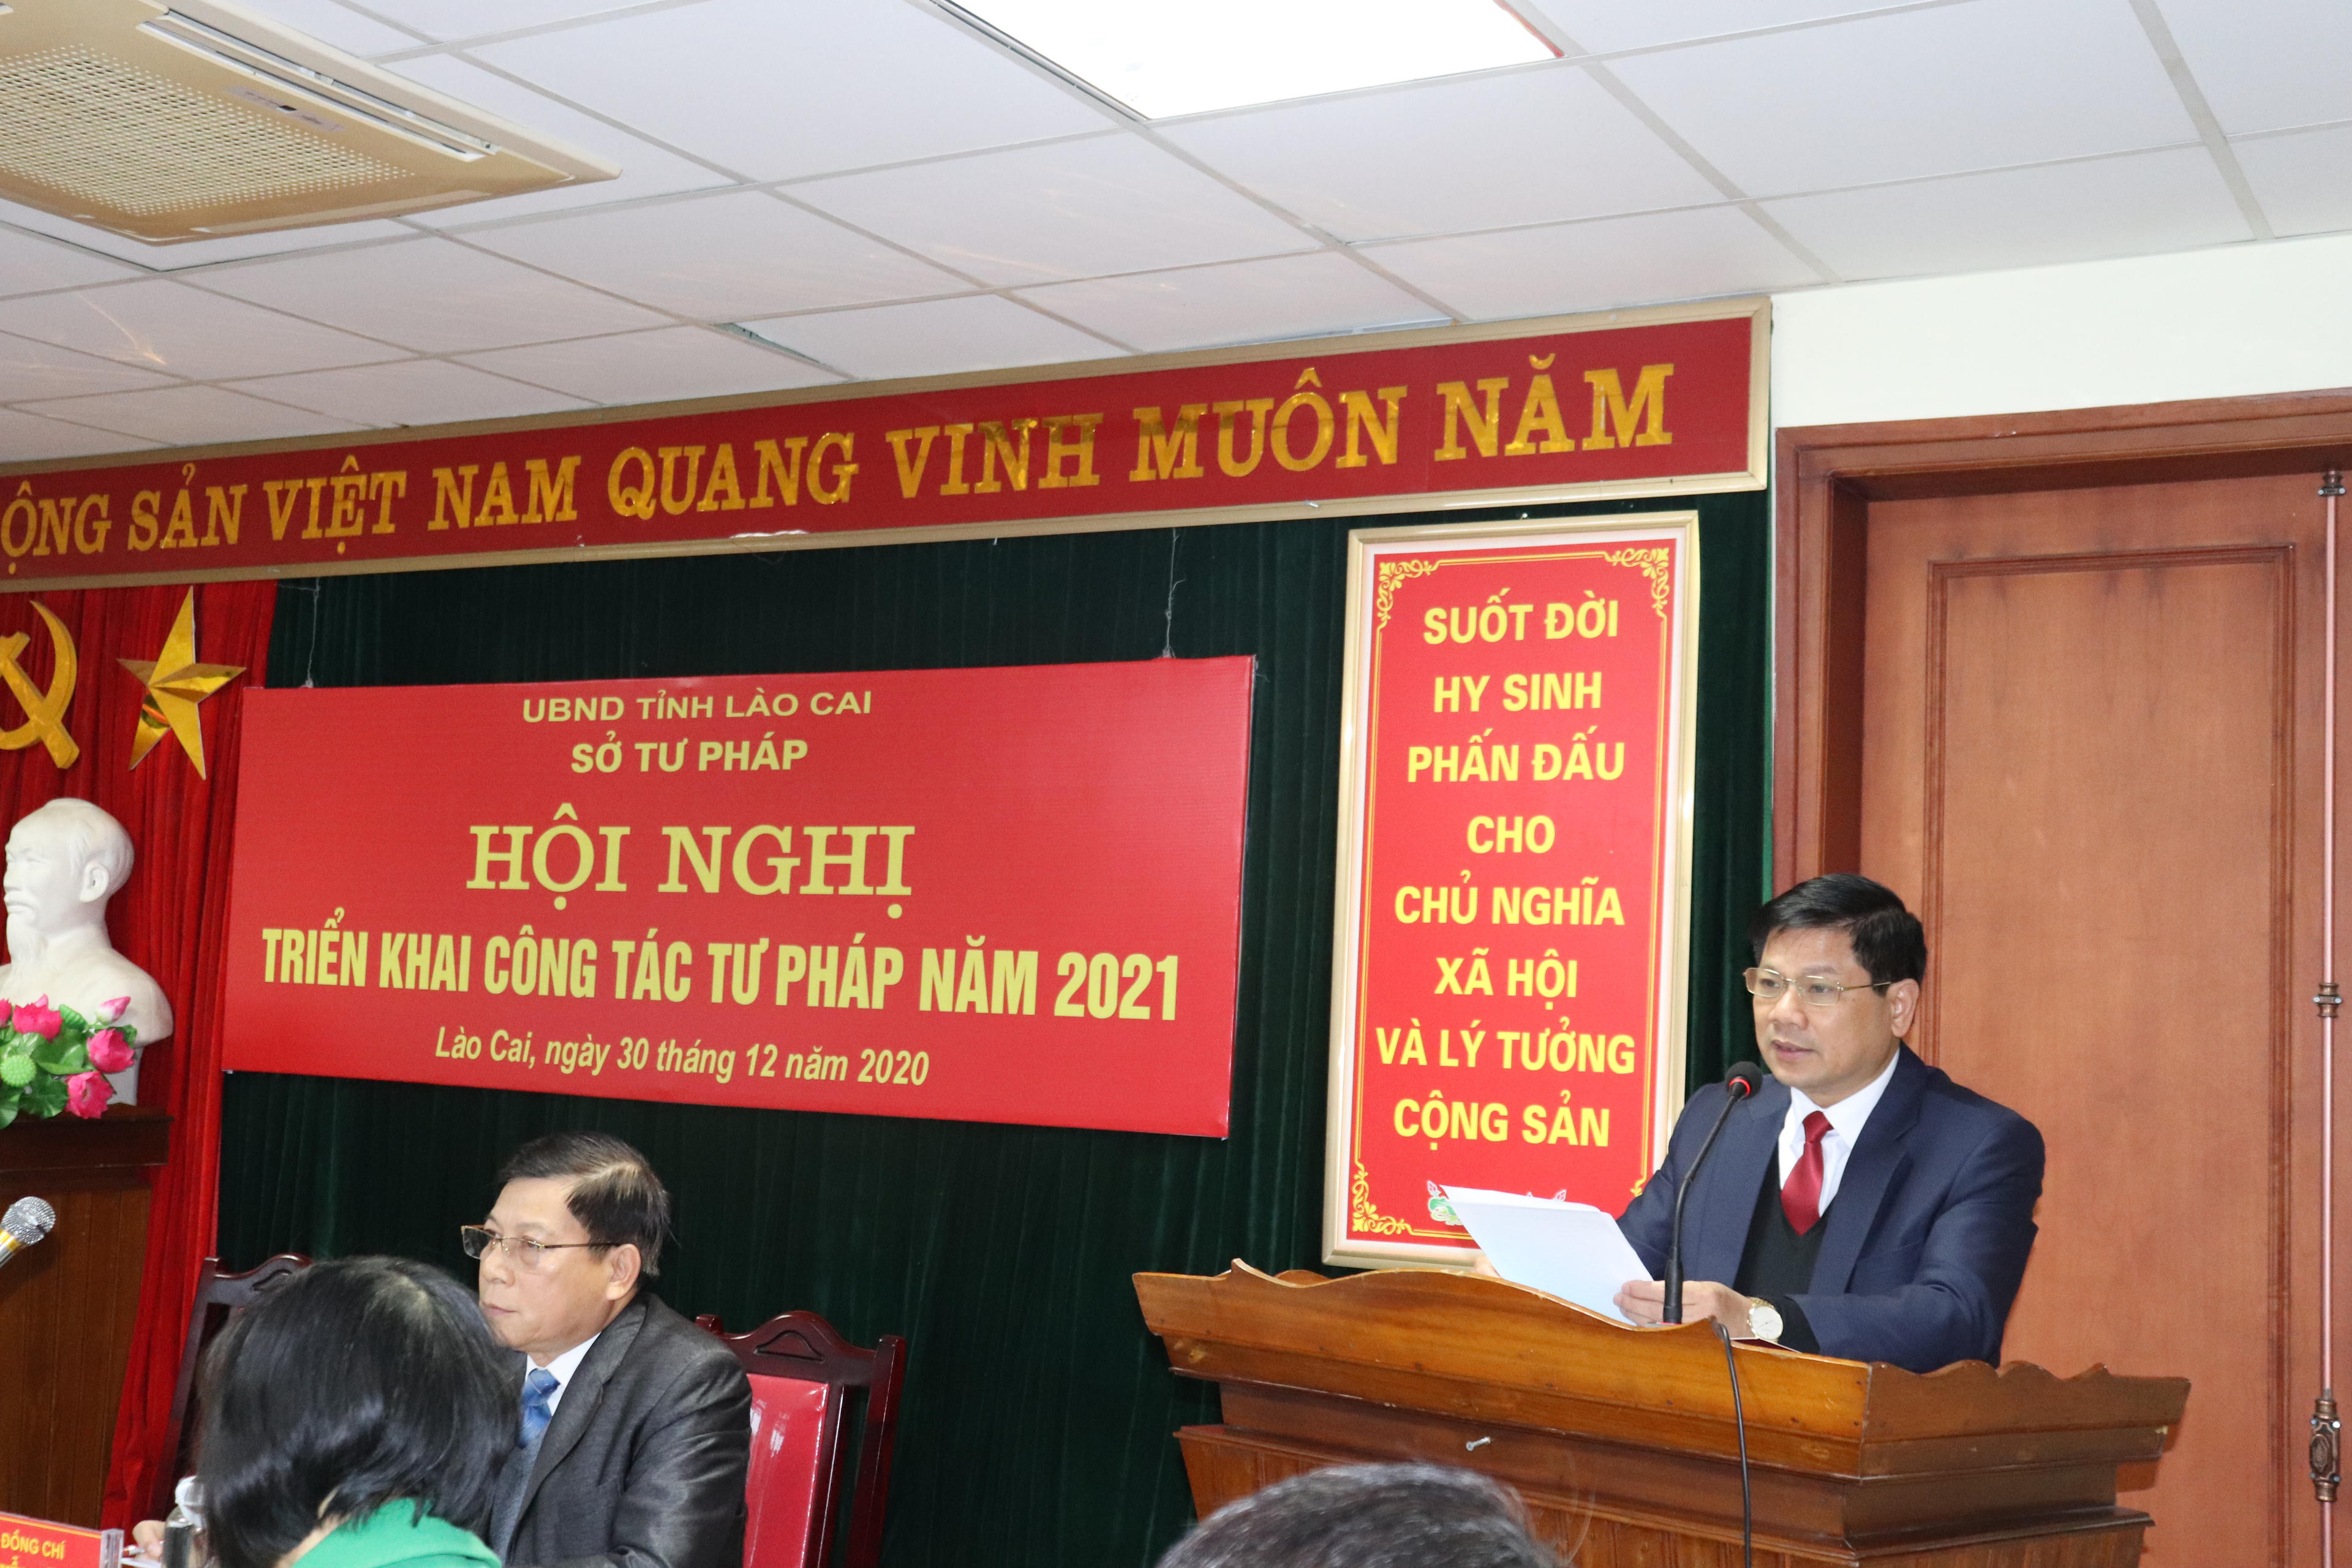 SẢN VIỆT NAM QUANG VINH MUÔN NĂM
UBND TỈNH LÀO CAI
SỞ TƯ PHÁP
HỘI NGHỊ
TRIỂN KHAI CÔNG TÁC TƯ PHÁP NĂM 2021
Lào Cai, ngày 30 tháng 12 năm 2020
SUỐT ĐỜI
HY SINH
PHẤN ĐẤU
CHO
CHỦ NGHĨA
XÃ HỘI
VÀ LÝ TƯỞNG
CỘNG SẢN
ĐỒNG CHÍ